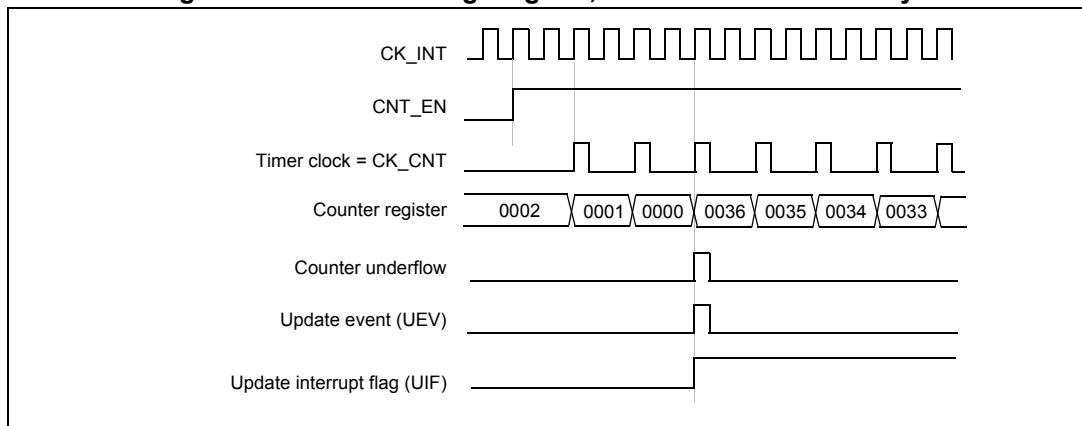 CK_INT
CNT_EN
Timer clock = CK_CNT
Counter register 0002 0001 0000 0036 0035 0034 0033
Counter underflow
Update event (UEV)
Update interrupt flag (UIF)